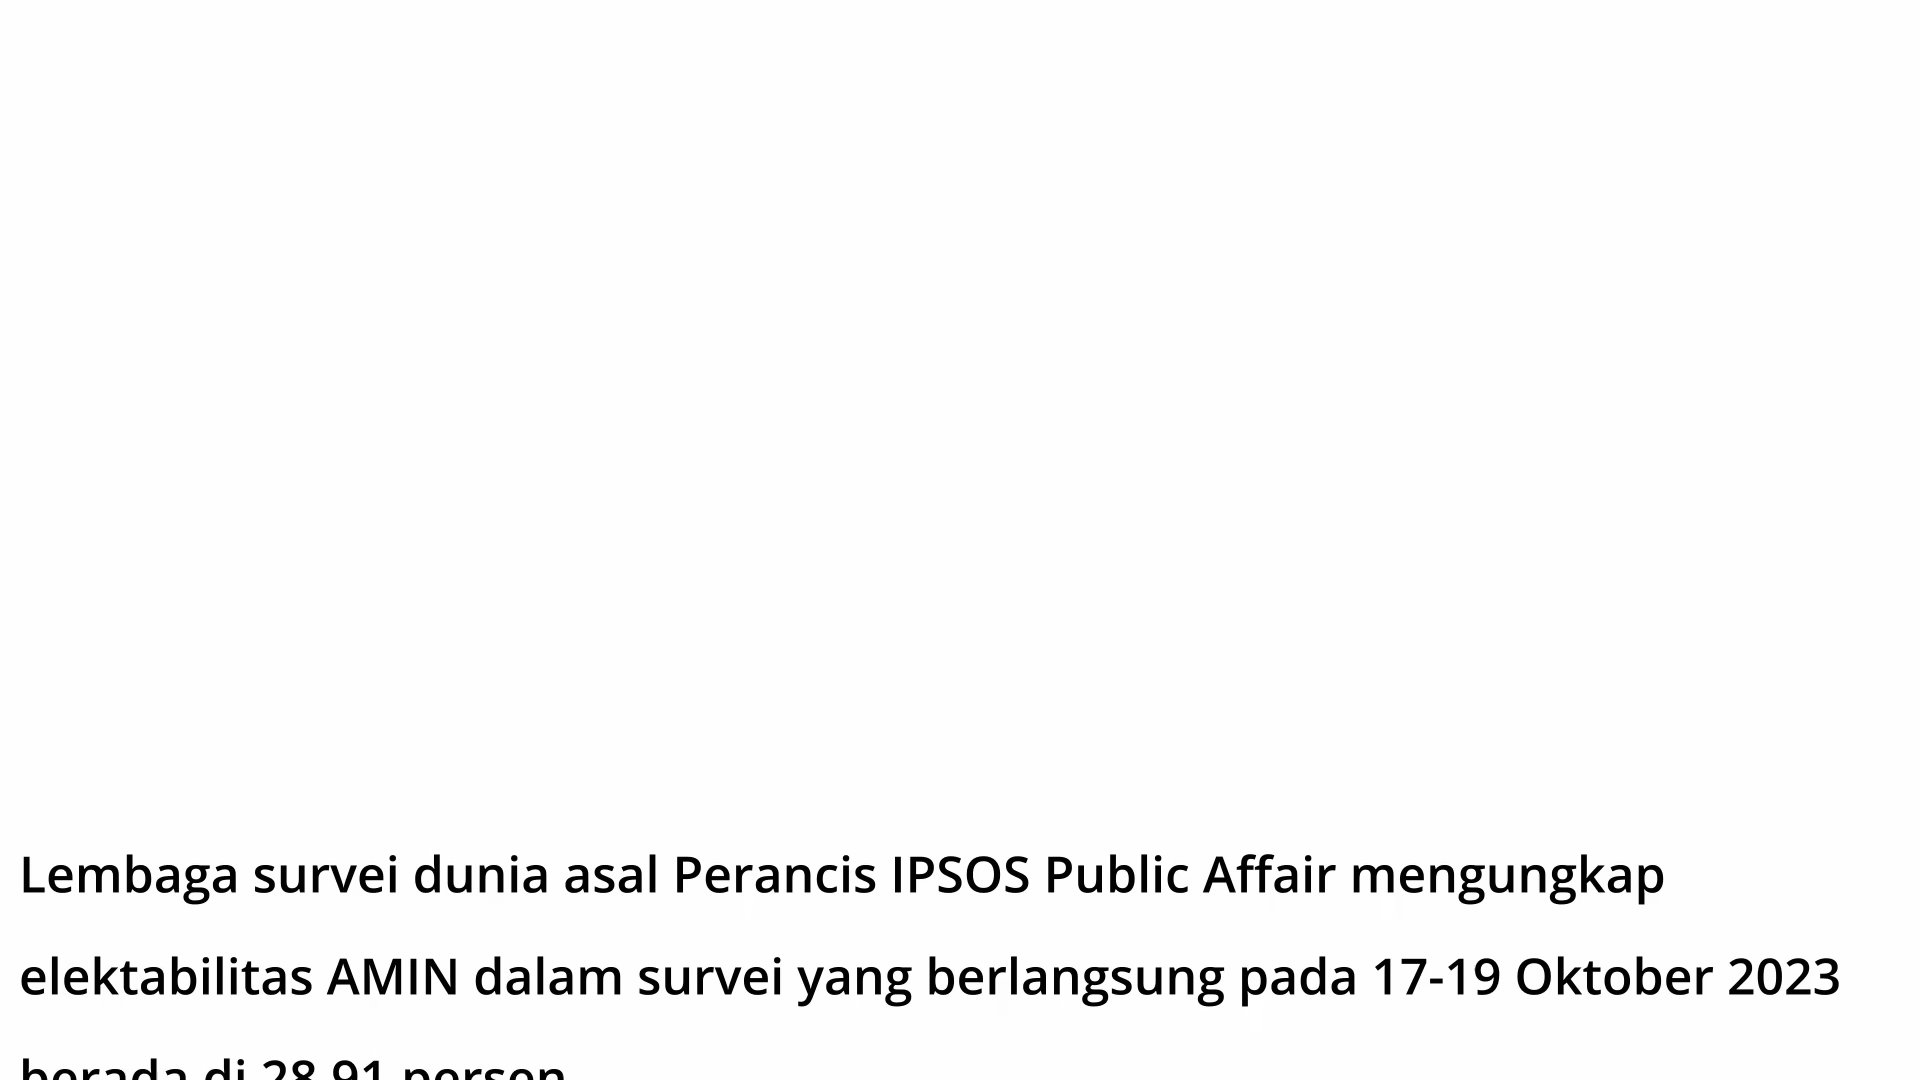 Lembaga survei dunia asal Perancis IPSOS Public Affair mengungkap
elektabilitas AMIN dalam survei yang berlangsung pada 17-19 Oktober 2023
berada di 28,91 persen